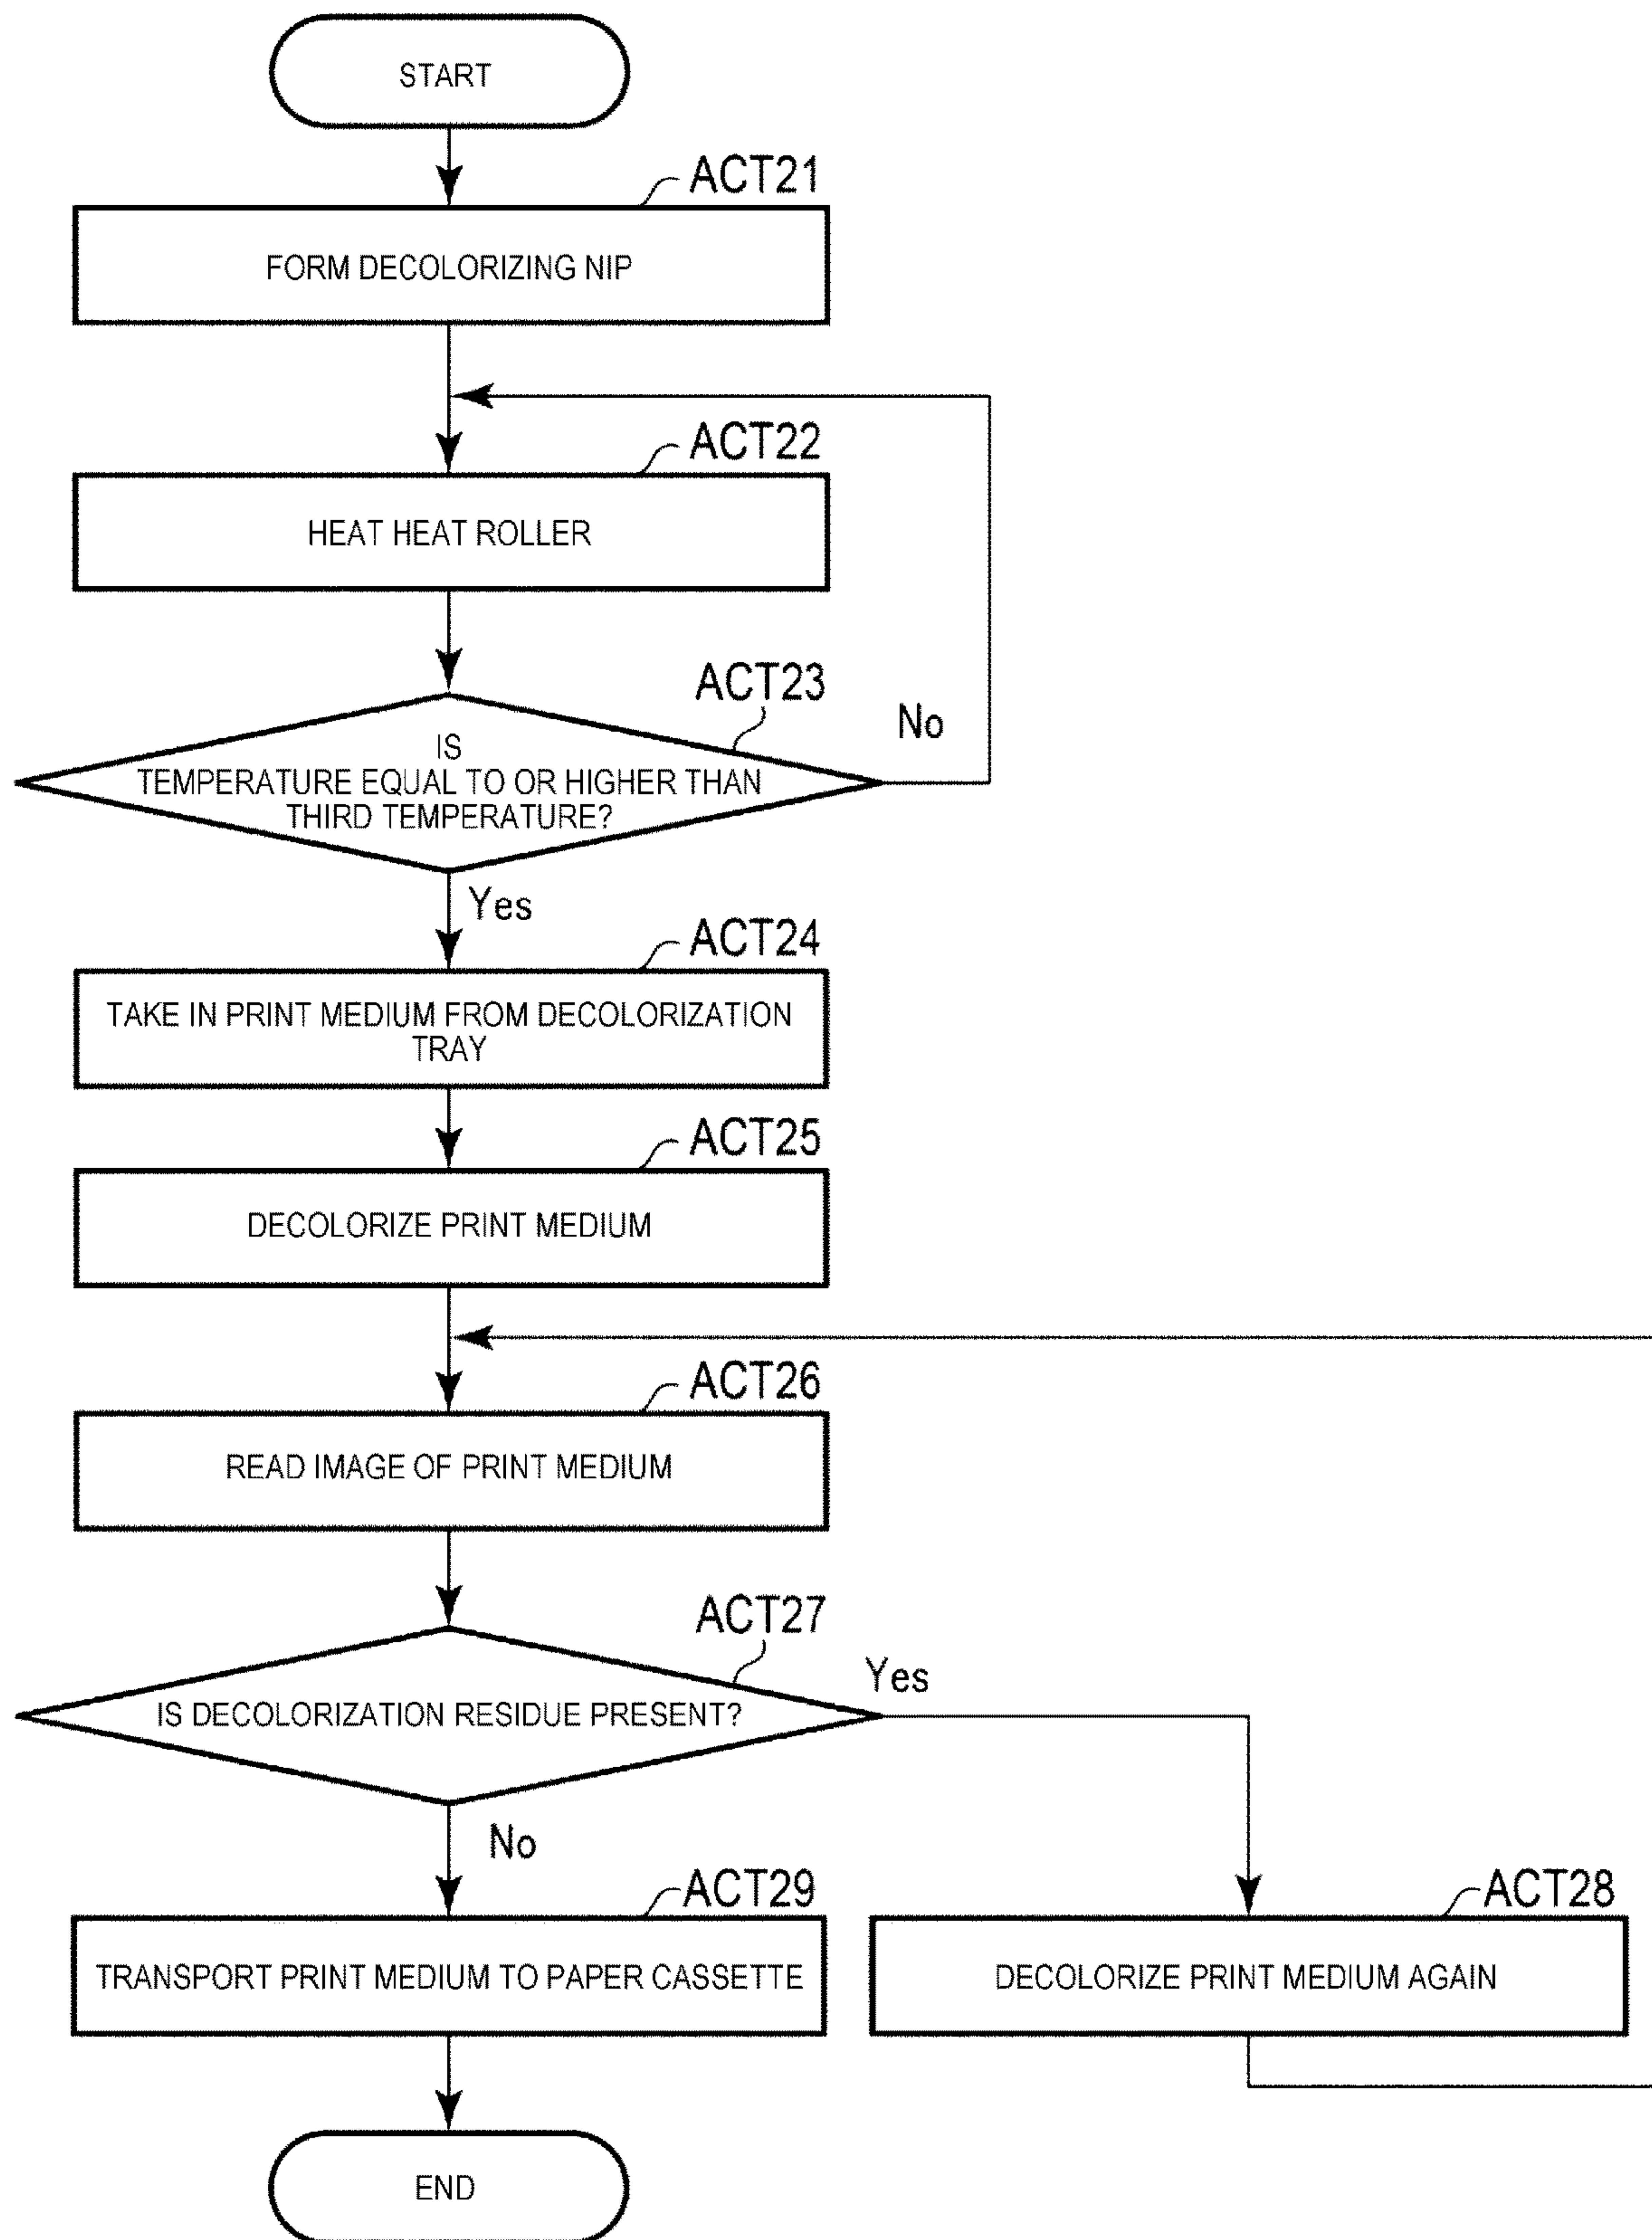 START
ACT21
FORM DECOLORIZING NIP
ACT22
HEAT HEAT ROLLER
ACT23
IS
TEMPERATURE EQUAL TO OR HIGHER THAN
THIRD TEMPERATURE?
No
Yes
ACT24
TAKE IN PRINT MEDIUM FROM DECOLORIZATION
TRAY
ACT25
DECOLORIZE PRINT MEDIUM
ACT26
READ IMAGE OF PRINT MEDIUM
ACT27
IS DECOLORIZATION RESIDUE PRESENT?
Yes
No
ACT29
TRANSPORT PRINT MEDIUM TO PAPER CASSETTE
ACT28
DECOLORIZE PRINT MEDIUM AGAIN
END